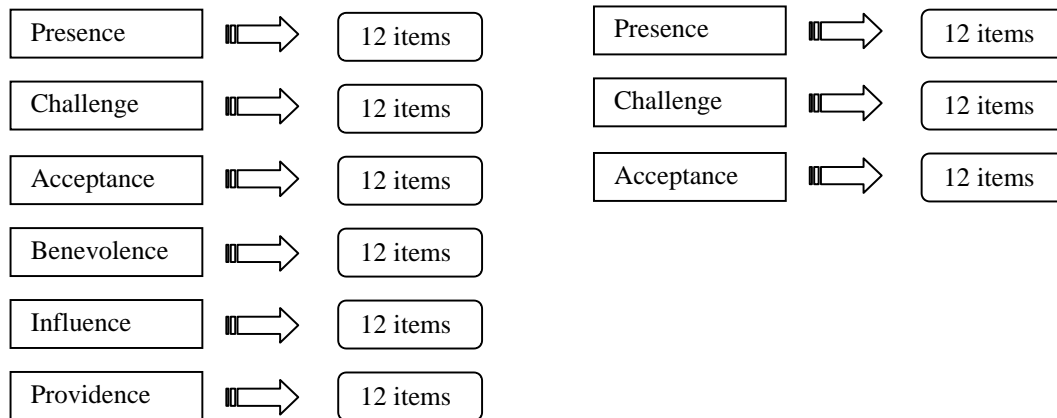 Presence 12 items
Challenge 12 items
Acceptance 12 items
Benevolence 12 items
Influence 12 items
Providence 12 items
Presence 12 items
Challenge 12 items
Acceptance 12 items